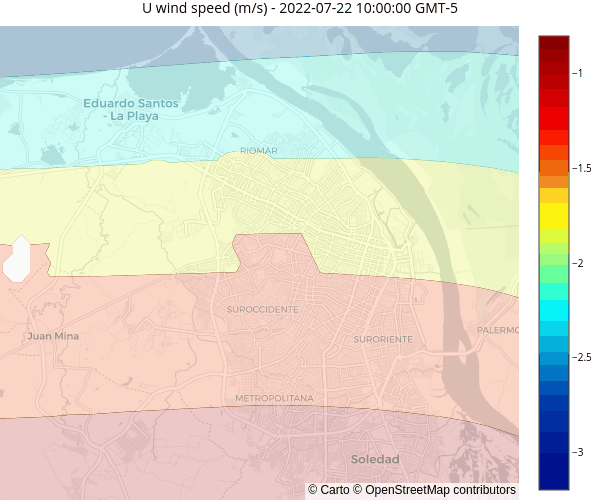 U wind speed (m/s) - 2022-07-22 10:00:00 GMT-5
Eduardo Santos
- La Playa
RIOMAR
SUROCCIDENTE
Juan Mina
SURORIENTE
PALERMO
METROPOLITANA
Soledad
© Carto © OpenStreetMap contributors
−1
−1.5
−2
−2.5
−3